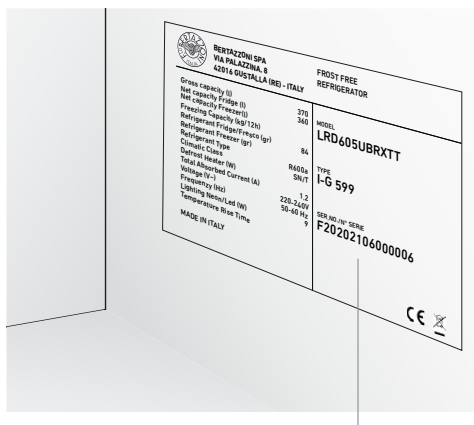 BERTAZZONI
BERTAZZONI SPA
VIA PALAZZINA, 8
42016 GUSTALLA (RE) - ITALY
FROST FREE
REFRIGERATOR
Gross capacity (l) 370
Net capacity Fridge (l) 360
Net capacity Freezer(l)
Freezing Capacity (kg/12h)
Refrigerant Fridge/Fresco (gr) 84
Refrigerant Freezer (gr)
Refrigerant Type R600a
Climatic Class SN/T
Defrost Heater (W)
Total Absorbed Current (A) 1.2
Voltage (V~) 220-240V
Frequenzy (Hz) 50-60 Hz
Lighting Neon/Led (W) 9
Temperature Rise Time
MADE IN ITALY
MODEL
LRD605UBRXTT
TYPE
I-G 599
SER.NO./N° SERIE
F20202106000006
CE